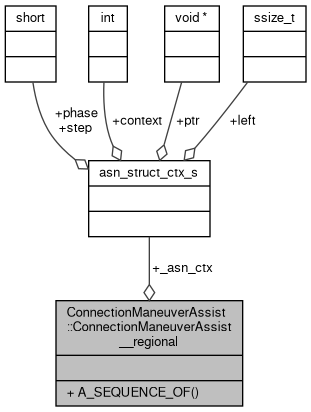 short
int
void *
ssize_t
+phase
+step
+context
+ptr
+left
asn_struct_ctx_s
+_asn_ctx
ConnectionManeuverAssist
::ConnectionManeuverAssist
__regional
+ A_SEQUENCE_OF()